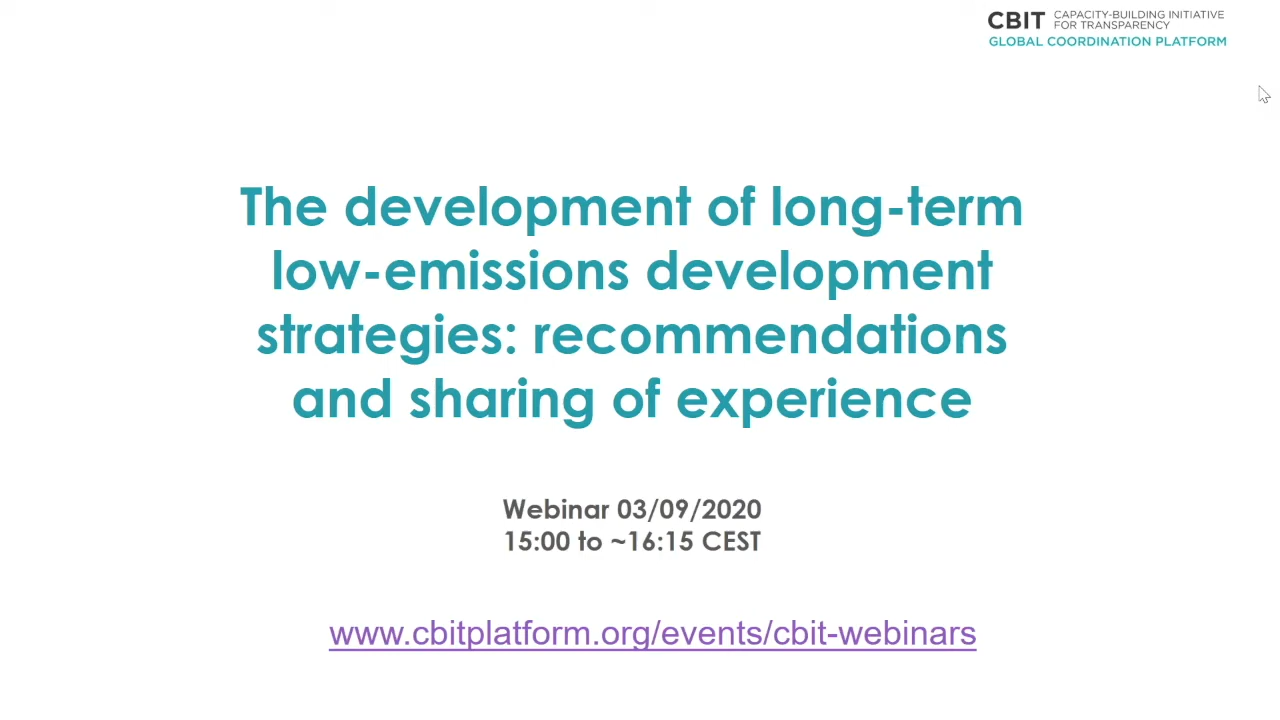 CBIT CAPACITY-BUILDING INITIATIVE
FOR TRANSPARENCY
GLOBAL COORDINATION PLATFORM
The development of long-term
low-emissions development
strategies: recommendations
and sharing of experience
Webinar 03/09/2020
15:00 to ~16:15 CEST
www.cbitplatform.org/events/cbit-webinars